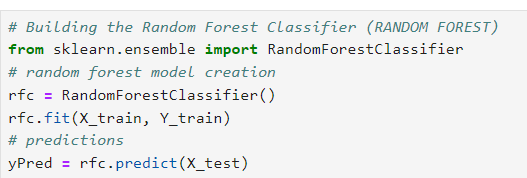 # Building the Random Forest Classifier (RANDOM FOREST)
from sklearn.ensemble import RandomForestClassifier
# random forest model creation
rfc = RandomForestClassifier()
rfc.fit(X_train, Y_train)
# predictions
yPred = rfc.predict(X_test)